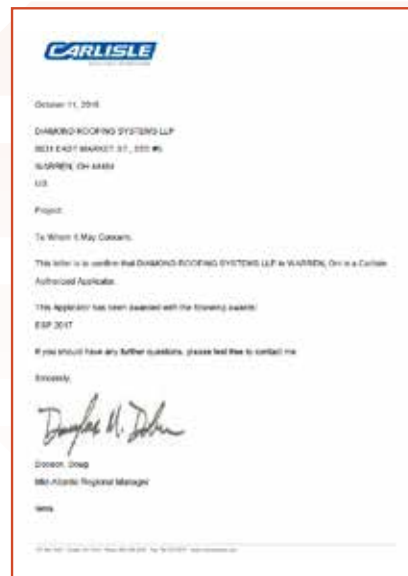 CARLISLE
October 11,
DIAMOND ROOFING SYSTEMS LLP
EAST MARKET ST.,
WARREN, OH
US
Project:
To Whom It May Concern,
This letter is to confirm that DIAMOND ROOFING SYSTEMS LLP in WARREN, OH is a Carlisle
Authorized Applicator.
This Applicator has been awarded with the following awards:
ESP 2017
If you should have any further questions, please feel free to contact me
Sincerely,
Doug
Mid-Atlantic Regional Manager